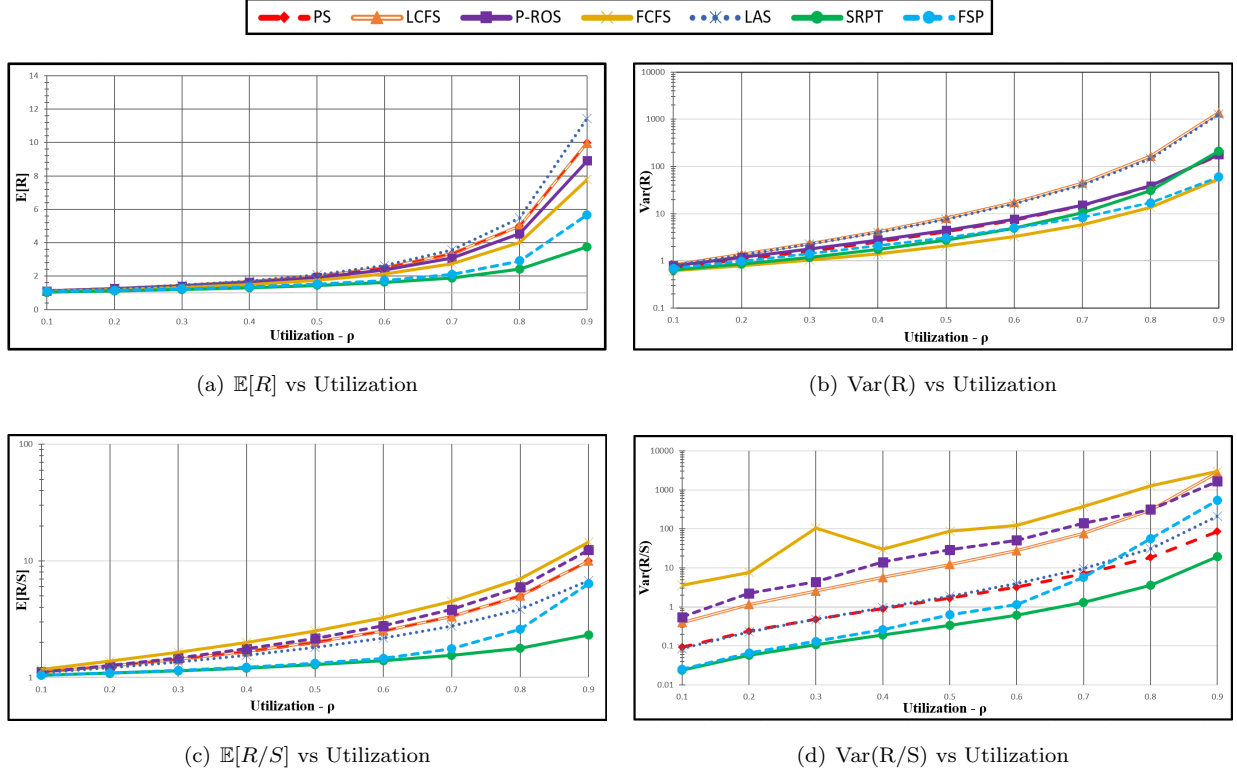 PS LCFS P-ROS FCFS LAS SRPT FSP
14
12
10
8
6
4
2
0
E[R]
0.1 0.2 0.3 0.4 0.5 0.6 0.7 0.8 0.9
Utilization - ρ
(a) 𝔼[R] vs Utilization
10000
1000
100
10
1
0.1
Var(R)
0.1 0.2 0.3 0.4 0.5 0.6 0.7 0.8 0.9
Utilization - ρ
(b) Var(R) vs Utilization
100
10
1
E[R/S]
0.1 0.2 0.3 0.4 0.5 0.6 0.7 0.8 0.9
Utilization - ρ
(c) 𝔼[R/S] vs Utilization
10000
1000
100
10
1
0.1
0.01
Var(R/S)
0.1 0.2 0.3 0.4 0.5 0.6 0.7 0.8 0.9
Utilization - ρ
(d) Var(R/S) vs Utilization